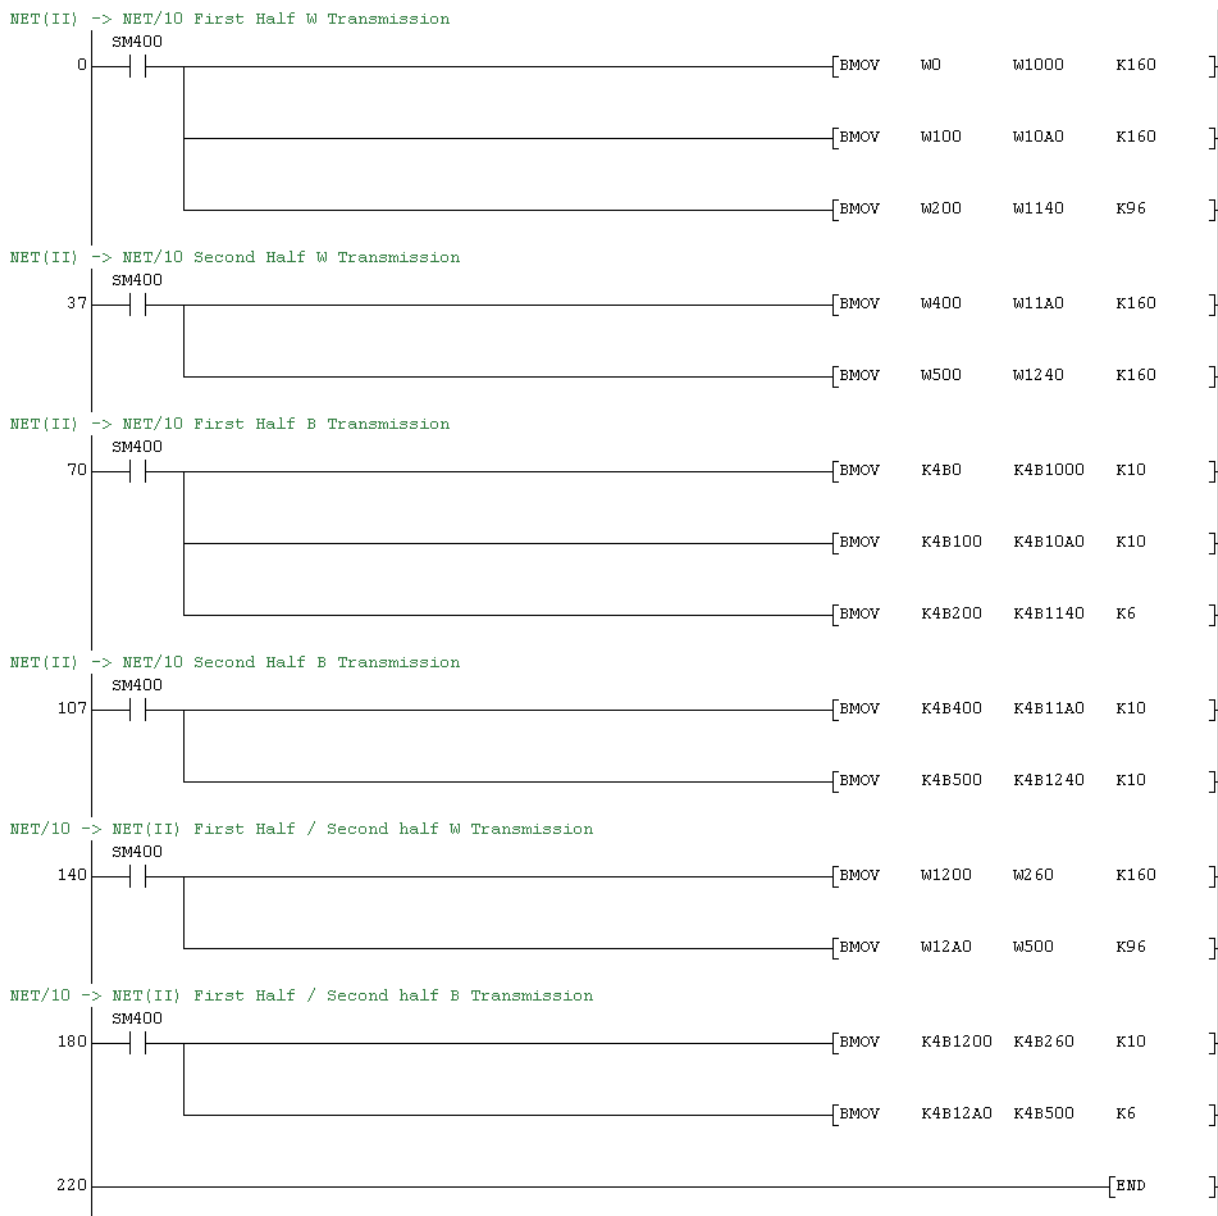 NET(II) -> NET/10 First Half W Transmission
SM400
0 [BMOV W0 W1000 K160 ]
[BMOV W100 W10A0 K160 ]
[BMOV W200 W1140 K96 ]
NET(II) -> NET/10 Second Half W Transmission
SM400
37 [BMOV W400 W11A0 K160 ]
[BMOV W500 W1240 K160 ]
NET(II) -> NET/10 First Half B Transmission
SM400
70 [BMOV K4B0 K4B1000 K10 ]
[BMOV K4B100 K4B10A0 K10 ]
[BMOV K4B200 K4B1140 K6 ]
NET(II) -> NET/10 Second Half B Transmission
SM400
107 [BMOV K4B400 K4B11A0 K10 ]
[BMOV K4B500 K4B1240 K10 ]
NET/10 -> NET(II) First Half / Second half W Transmission
SM400
140 [BMOV W1200 W260 K160 ]
[BMOV W12A0 W500 K96 ]
NET/10 -> NET(II) First Half / Second half B Transmission
SM400
180 [BMOV K4B1200 K4B260 K10 ]
[BMOV K4B12A0 K4B500 K6 ]
220 [END ]